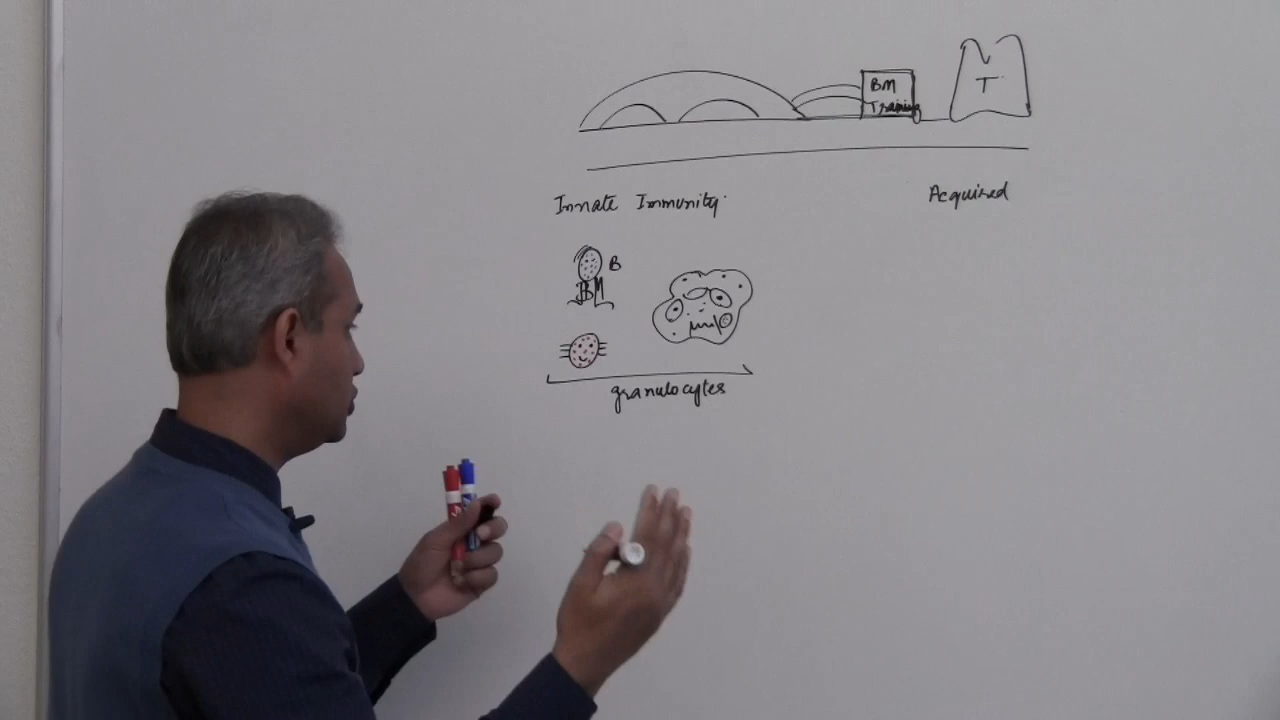 BM
Training
T
Innate Immunity.
Acquired
B
BM
granulocytes